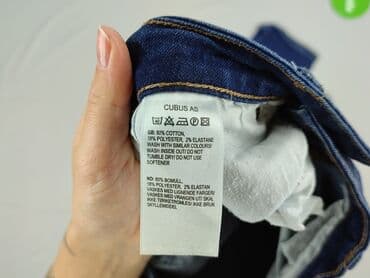 CUBUS AS
GB: 80% COTTON,
18% POLYESTER, 2% ELASTANE
WASH WITH SIMILAR COLOURS/
WASH INSIDE OUT/DO NOT
TUMBLE DRY/ DO NOT USE
SOFTENER
NO: 80% BOMULL,
18% POLYESTER, 2% ELASTAN
VASKES MED LIGNENDE FARGER/
VASKES MED VRANGEN UT/ SKAL
IKKE TØRKETROMLES/ IKKE BRUK
SKYLLEMIDDEL